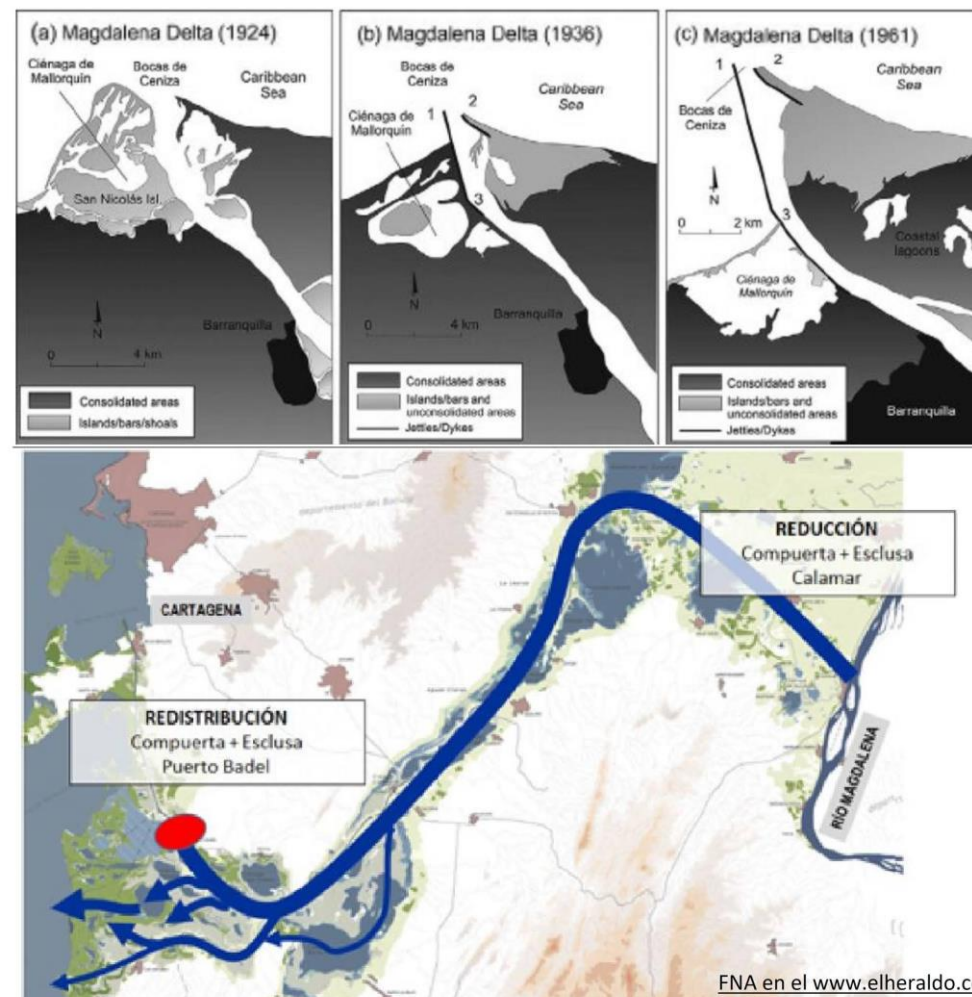 (a) Magdalena Delta (1924)
Ciénaga de
Mallorquín
Bocas de
Ceniza
Caribbean
Sea
San Nicolás Isl.
N
0
4 km
Barranquilla
Consolidated areas
Islands/bars/shoals
(b) Magdalena Delta (1936)
Bocas de
Ceniza
1
2
Caribbean
Sea
Ciénaga de
Mallorquín
3
N
0
4 km
Barranquilla
Consolidated areas
Islands/bars and
unconsolidated areas
Jetties/Dykes
(c) Magdalena Delta (1961)
1
2
Caribbean
Sea
Bocas de
Ceniza
N
0
2 km
3
Coastal
lagoons
Ciénaga de
Mallorquín
Barranquilla
Consolidated areas
Islands/bars and
unconsolidated areas
Jetties/Dykes
REDUCCIÓN
Compuerta + Esclusa
Calamar
CARTAGENA
REDISTRIBUCIÓN
Compuerta + Esclusa
Puerto Badel
RÍO MAGDALENA
FNA en el www.elheraldo.c